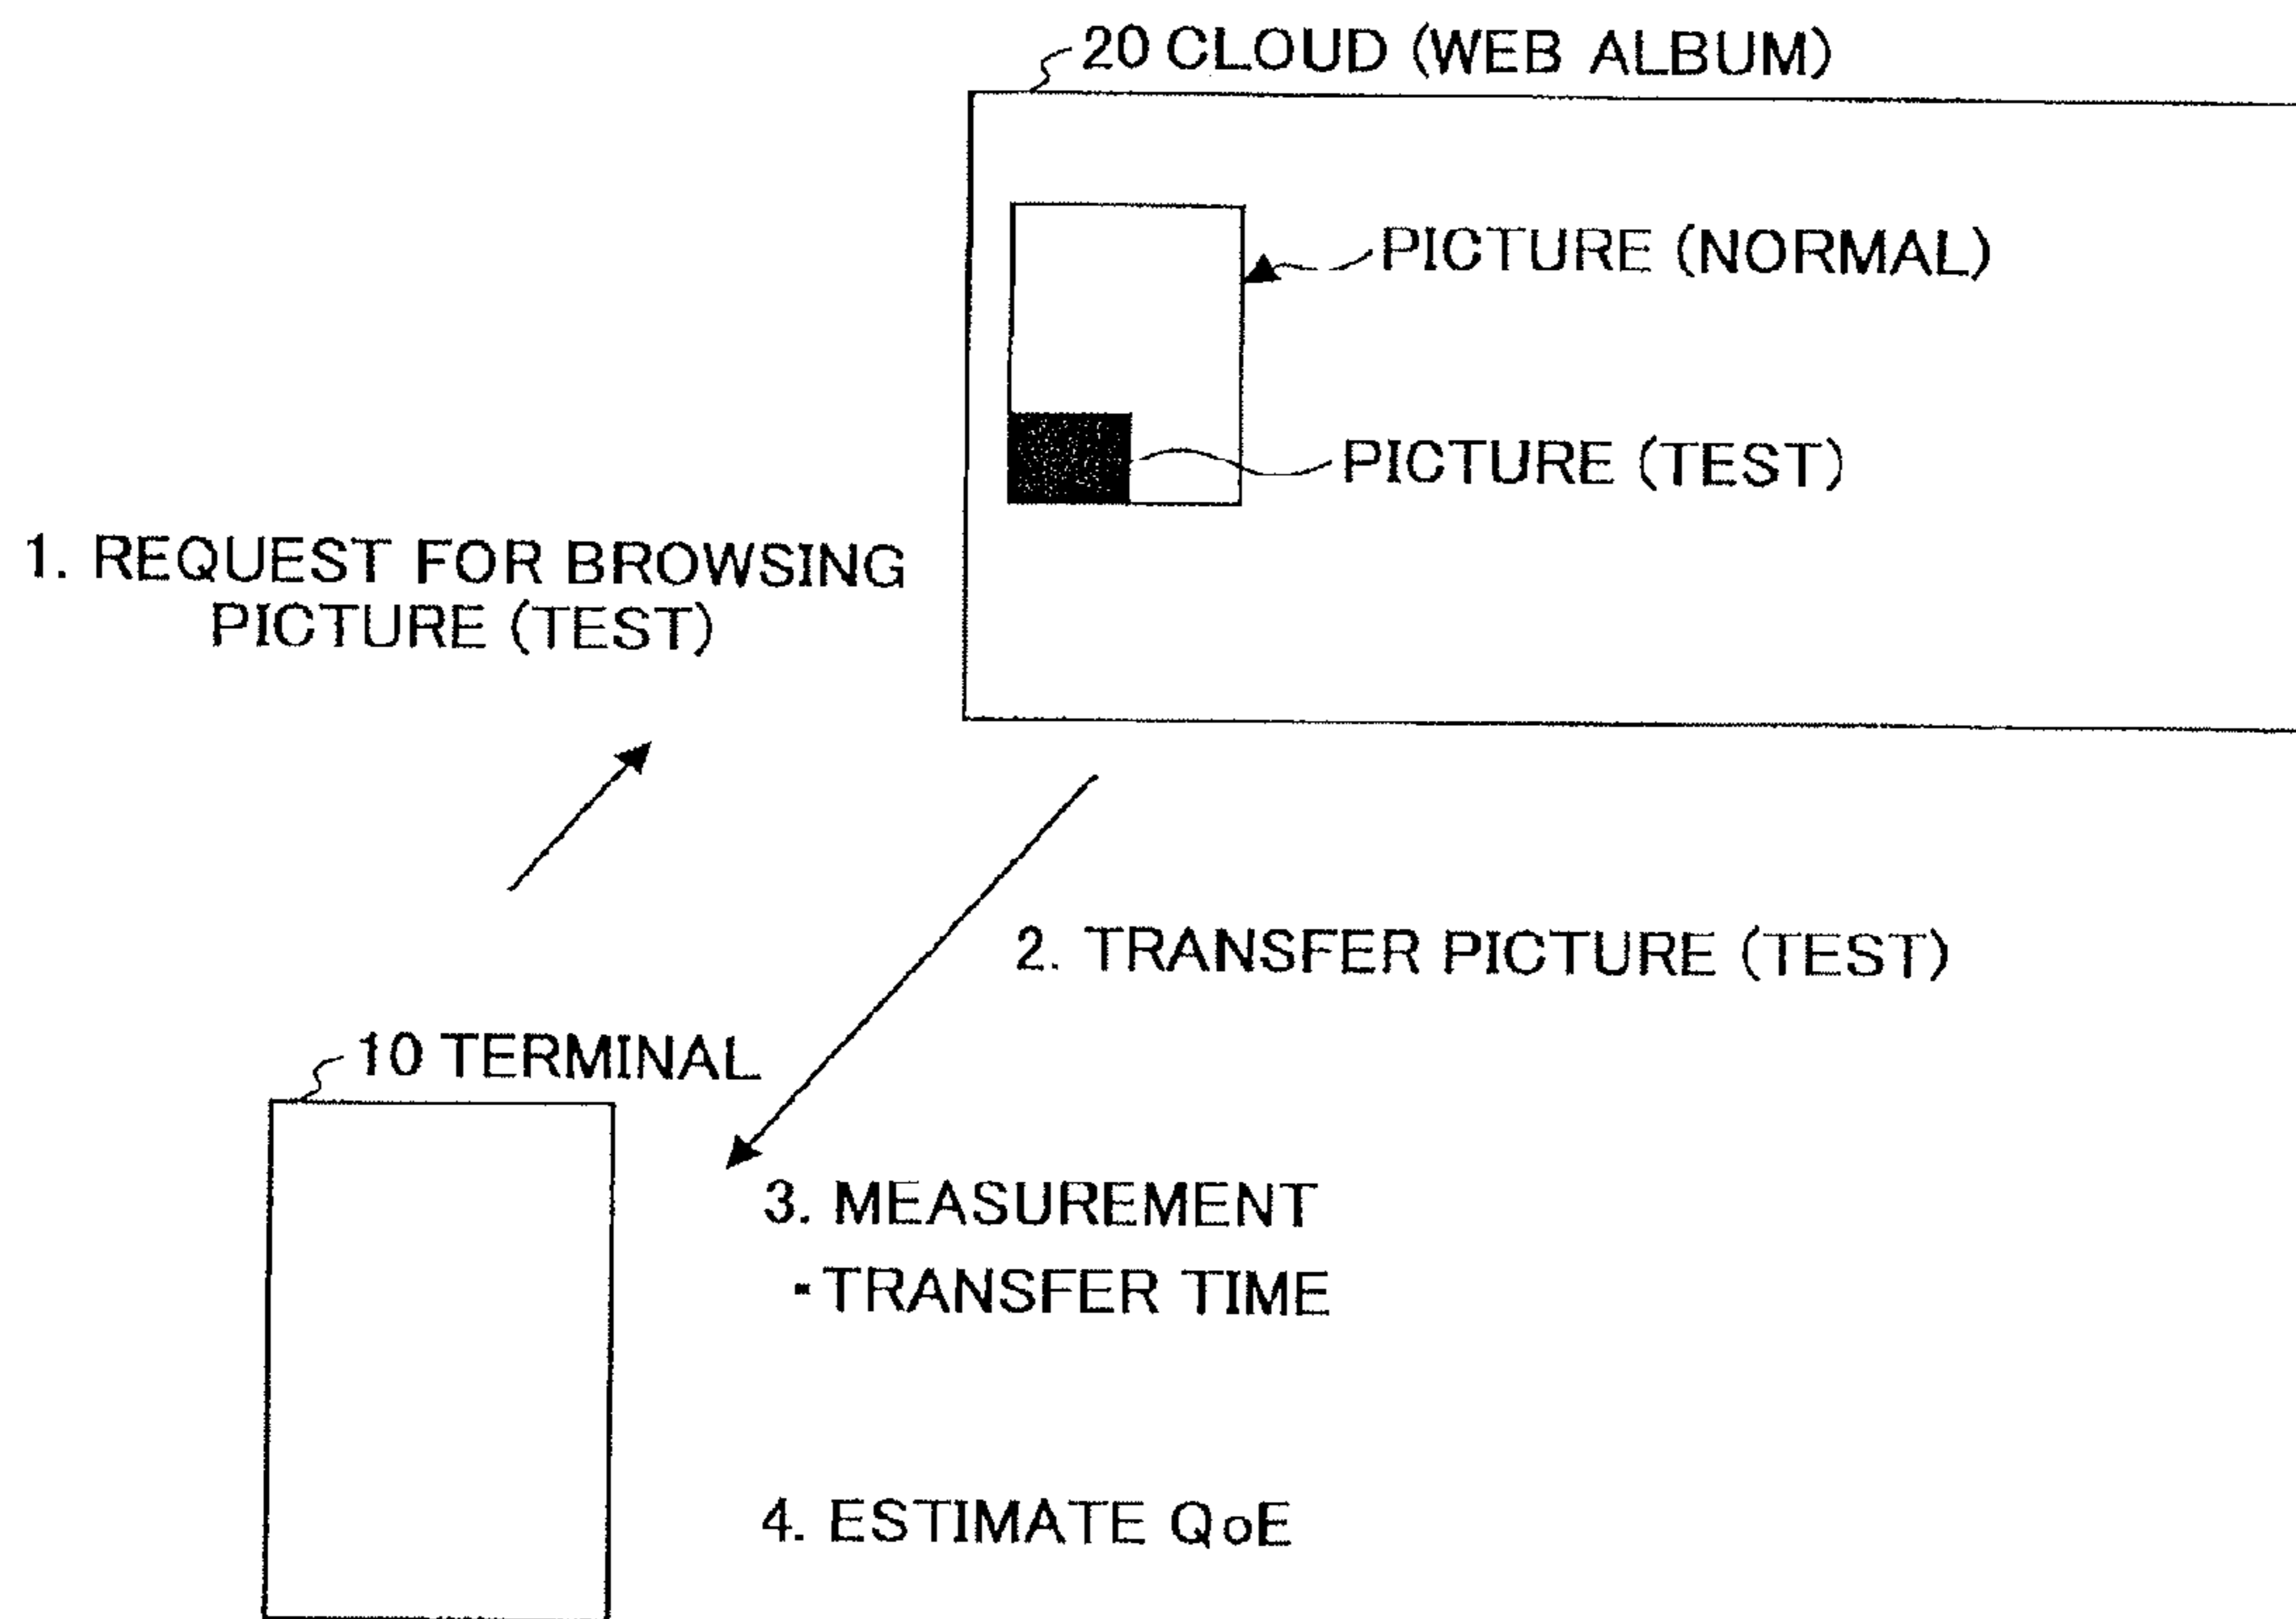 20 CLOUD (WEB ALBUM)
PICTURE (NORMAL)
PICTURE (TEST)
1. REQUEST FOR BROWSING
PICTURE (TEST)
2. TRANSFER PICTURE (TEST)
10 TERMINAL
3. MEASUREMENT
・TRANSFER TIME
4. ESTIMATE QoE